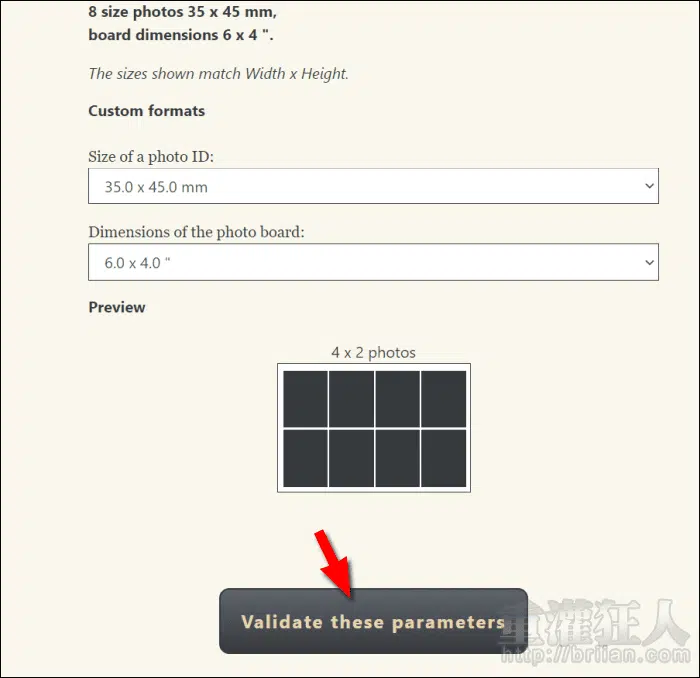 8 size photos 35 x 45 mm,
board dimensions 6 x 4 ".
The sizes shown match Width x Height.
Custom formats
Size of a photo ID:
35.0 x 45.0 mm
Dimensions of the photo board:
6.0 x 4.0 "
Preview
4 x 2 photos
Validate these parameters
重灌狂人
http://briian.com